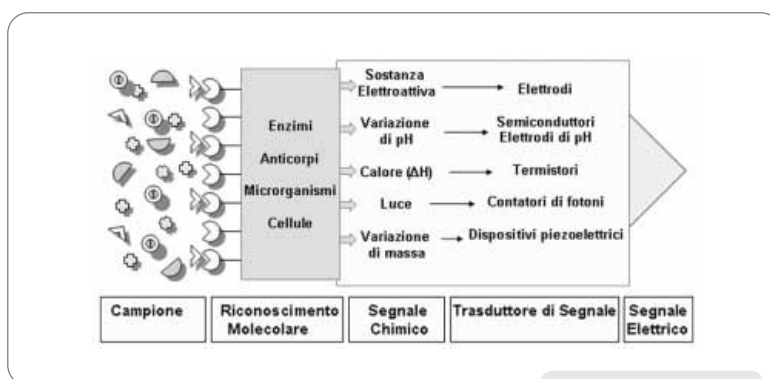 Enzimi
Anticorpi
Microrganismi
Cellule
Sostanza
Elettroattiva
Elettrodi
Variazione
di pH
Semiconduttori
Elettrodi di pH
Calore (ΔH)
Termistori
Luce
Contatori di fotoni
Variazione
di massa
Dispositivi piezoelettrici
Campione
Riconoscimento
Molecolare
Segnale
Chimico
Trasduttore di Segnale
Segnale
Elettrico